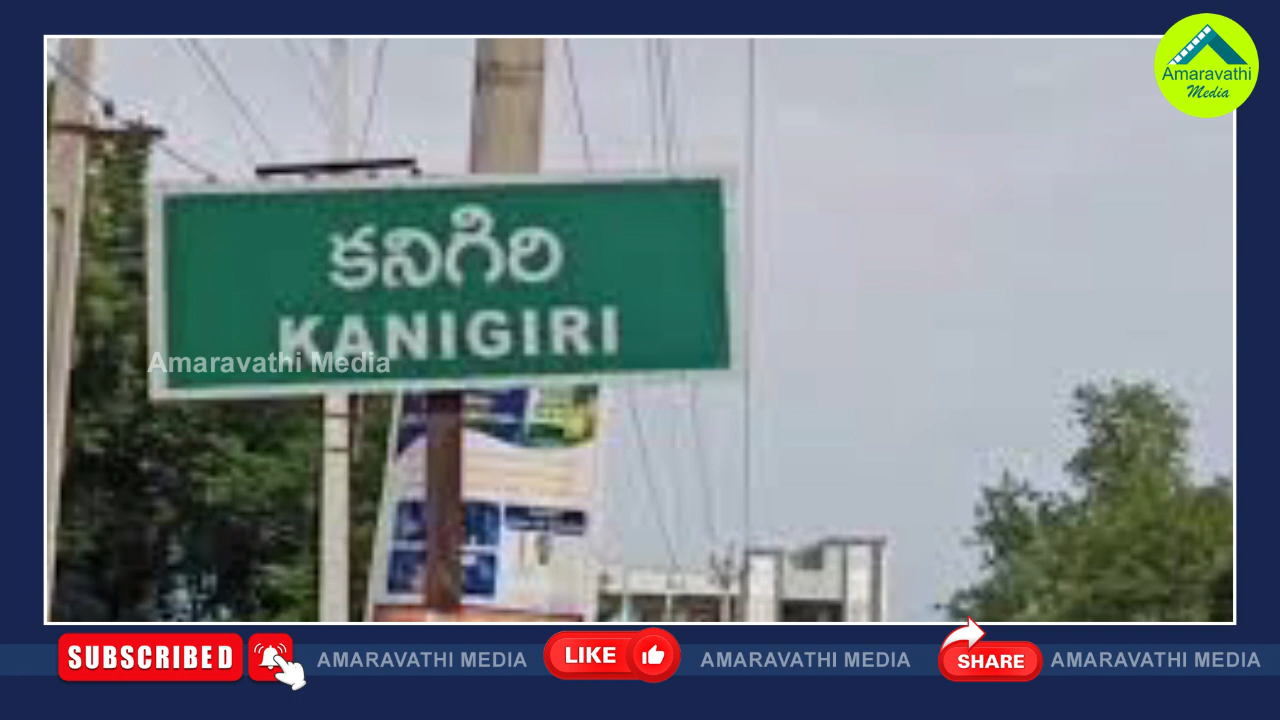 Amaravathi
Media
కనిగిరి
KANIGIRI
Amaravathi Media
SUBSCRIBED
AMARAVATHI MEDIA
LIKE
AMARAVATHI MEDIA
SHARE
AMARAVATHI MEDIA